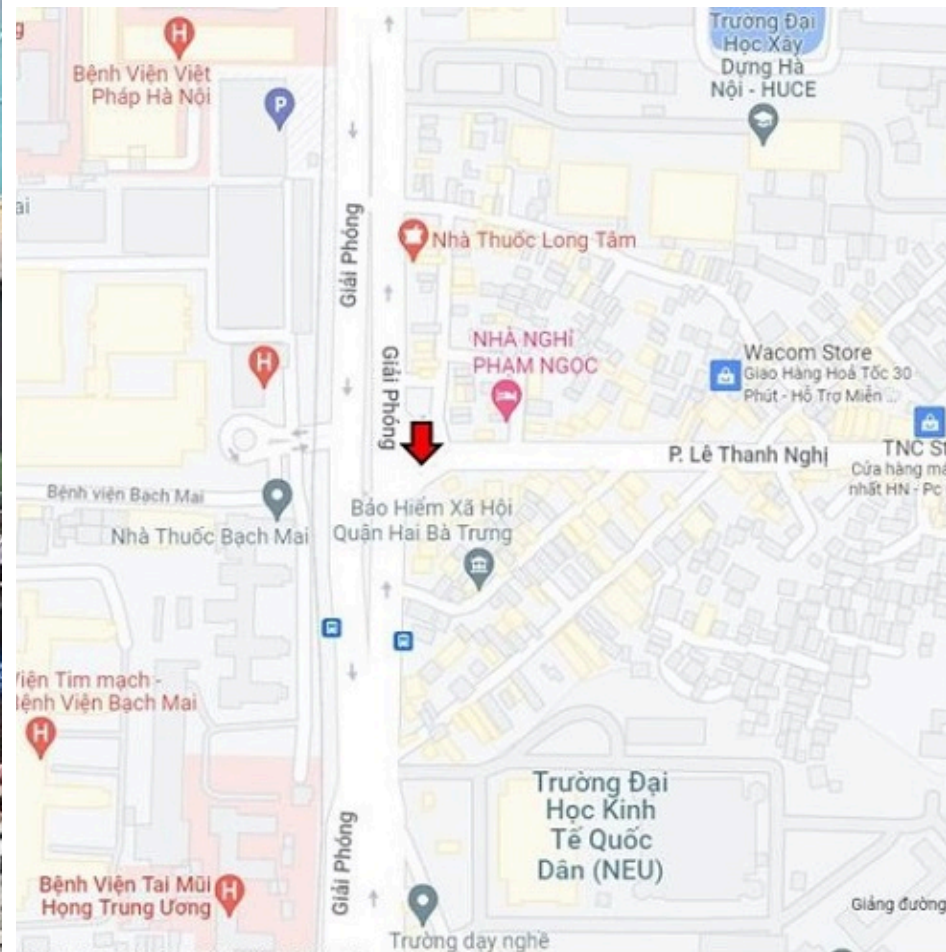 Bệnh Viện Việt
Pháp Hà Nội
P
Trường Đại
Học Xây
Dựng Hà
Nội - HUCE
ai
Giải Phóng
Nhà Thuốc Long Tâm
Giải Phóng
NHÀ NGHỈ
PHẠM NGỌC
Wacom Store
Giao Hàng Hoả Tốc 30
Phút - Hỗ Trợ Miễn ...
H
P. Lê Thanh Nghị
TNC St
Cửa hàng má
nhất HN - Pc
Bệnh viện Bạch Mai
Nhà Thuốc Bạch Mai
Bảo Hiểm Xã Hội
Quận Hai Bà Trưng
Viện Tim mạch -
Bệnh Viện Bạch Mai
H
Trường Đại
Học Kinh
Tế Quốc
Dân (NEU)
Giải Phóng
Bệnh Viện Tai Mũi
Họng Trung Ương
H
Giảng đường
Trường dạy nghề